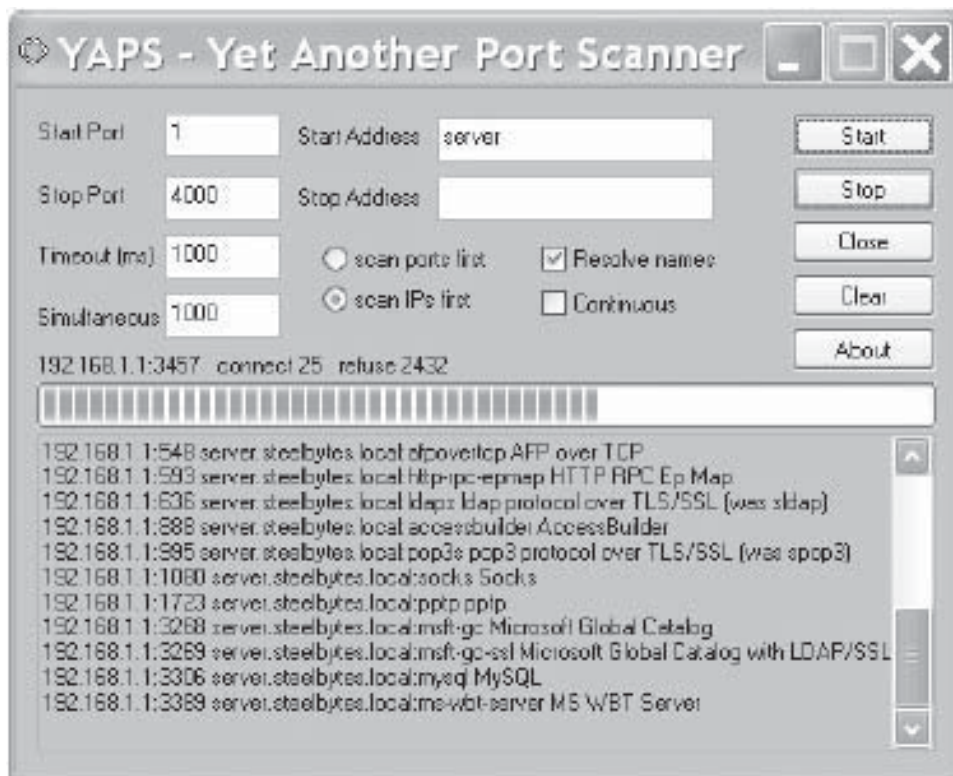 YAPS - Yet Another Port Scanner
Start Port 1 Start Address server Start
Stop Port 4000 Stop Address Stop
Timeout (ms) 1000 scan ports first Resolve names Close
Simultaneous 1000 scan IPs first Continuous Clear
About
192.168.1.1:3457 connect 25 refuse 2432
192.168.1.1:548 server.steelbytes.local:afpovertcp AFP over TCP
192.168.1.1:593 server.steelbytes.local:http-rpc-epmap HTTP RPC Ep Map
192.168.1.1:636 server.steelbytes.local:ldaps ldap protocol over TLS/SSL (was sldap)
192.168.1.1:888 server.steelbytes.local:accessbuilder AccessBuilder
192.168.1.1:995 server.steelbytes.local:pop3s pop3 protocol over TLS/SSL (was spop3)
192.168.1.1:1080 server.steelbytes.local:socks Socks
192.168.1.1:1723 server.steelbytes.local:pptp pptp
192.168.1.1:3268 server.steelbytes.local:msft-gc Microsoft Global Catalog
192.168.1.1:3269 server.steelbytes.local:msft-gc-ssl Microsoft Global Catalog with LDAP/SSL
192.168.1.1:3306 server.steelbytes.local:mysql MySQL
192.168.1.1:3389 server.steelbytes.local:ms-wbt-server MS WBT Server